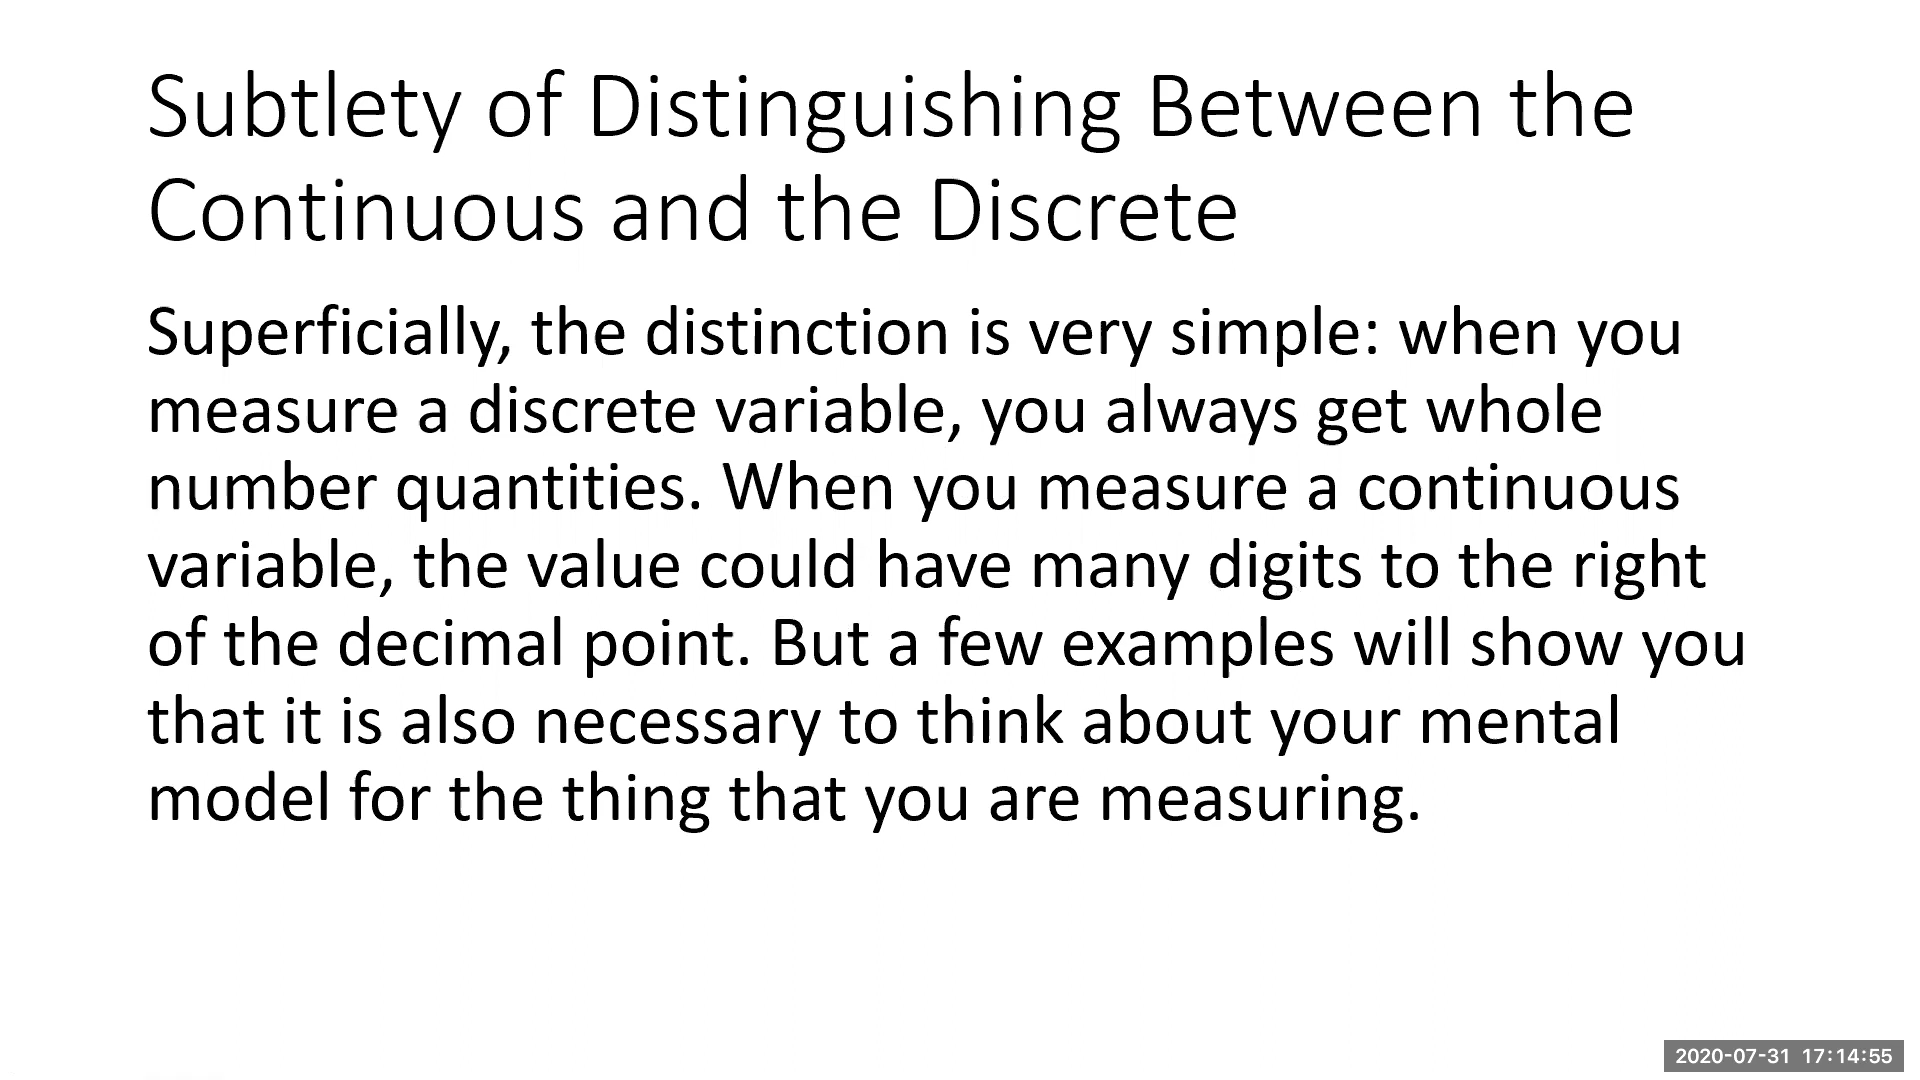 Subtlety of Distinguishing Between the
Continuous and the Discrete
Superficially, the distinction is very simple: when you
measure a discrete variable, you always get whole
number quantities. When you measure a continuous
variable, the value could have many digits to the right
of the decimal point. But a few examples will show you
that it is also necessary to think about your mental
model for the thing that you are measuring.
2020-07-31 17:14:55